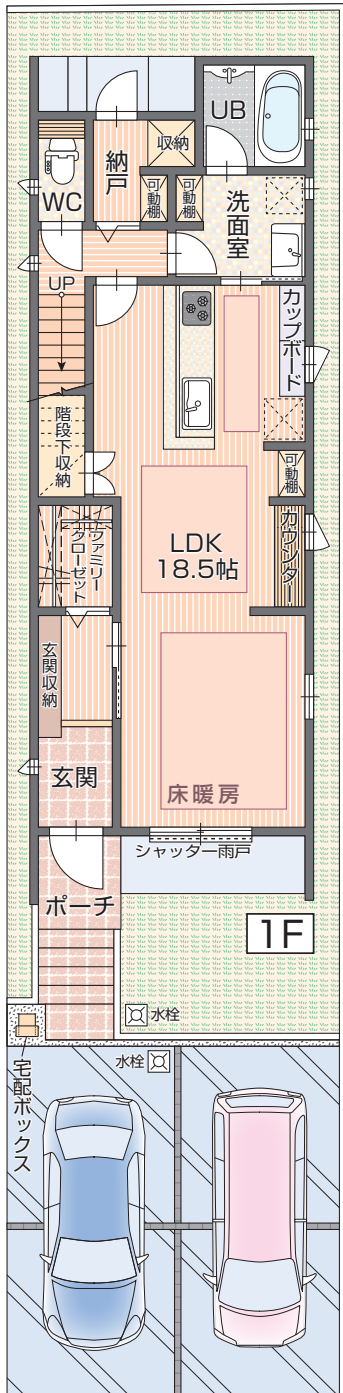 UB
収納
納戸
可動棚
可動棚
WC
洗面室
UP
カップボード
階段下収納
可動棚
LDK
18.5帖
カウンター
ファミリー
クローゼット
玄関収納
玄関
床暖房
シャッター雨戸
ポーチ
1F
水栓
水栓
宅配ボックス